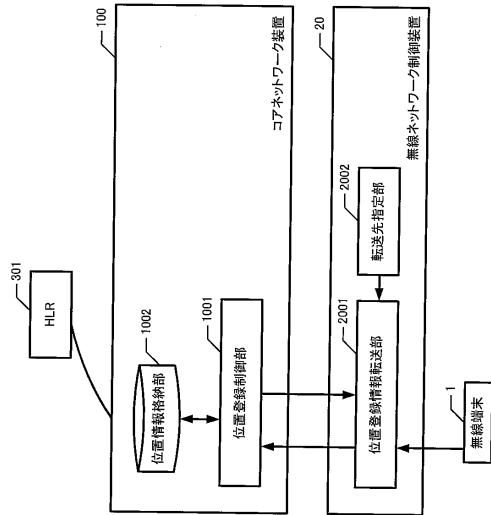 301
HLR
100
コアネットワーク装置
1002
位置情報格納部
1001
位置登録制御部
20
無線ネットワーク制御装置
2002
転送先指定部
2001
位置登録情報転送部
1
無線端末